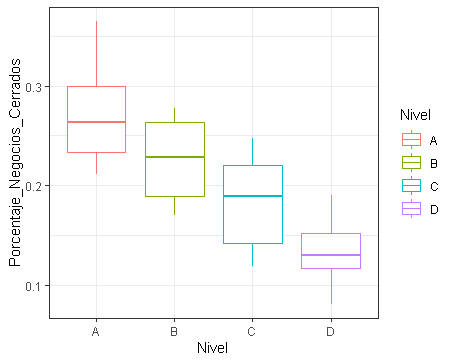 Porcentaje_Negocios_Cerrados
0.3
0.2
0.1
A
B
C
D
Nivel
Nivel
A
B
C
D